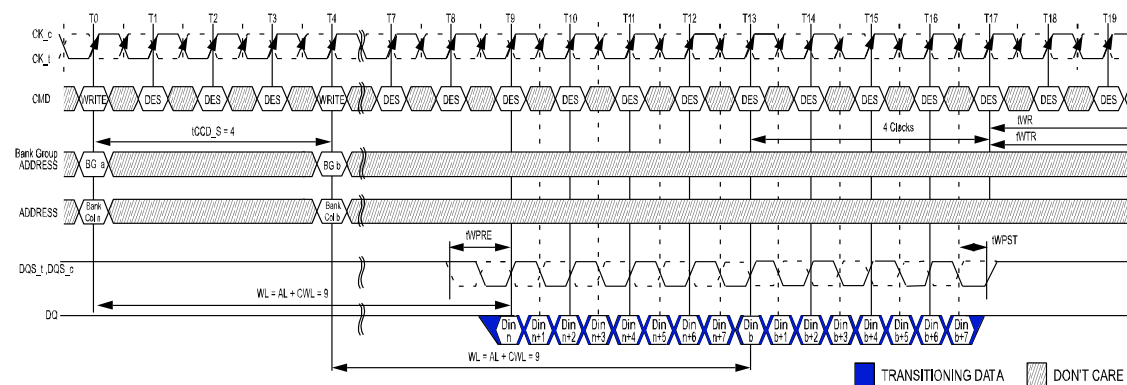 T0 T1 T2 T3 T4 T7 T8 T9 T10 T11 T12 T13 T14 T15 T16 T17 T18 T19
CK_c
CK_t
CMD WRITE DES DES DES WRITE DES DES DES DES DES DES DES DES DES DES DES DES DES
tCCD_S = 4 4 Clocks tWR
tWTR
Bank Group
ADDRESS BG a BG b
ADDRESS Bank Col n Bank Col b
tWPRE tWPST
DQS_t ,DQS_c
WL = AL + CWL = 9
DQ Din n Din n+1 Din n+2 Din n+3 Din n+4 Din n+5 Din n+6 Din n+7 Din b Din b+1 Din b+2 Din b+3 Din b+4 Din b+5 Din b+6 Din b+7
WL = AL + CWL = 9
TRANSITIONING DATA DON'T CARE